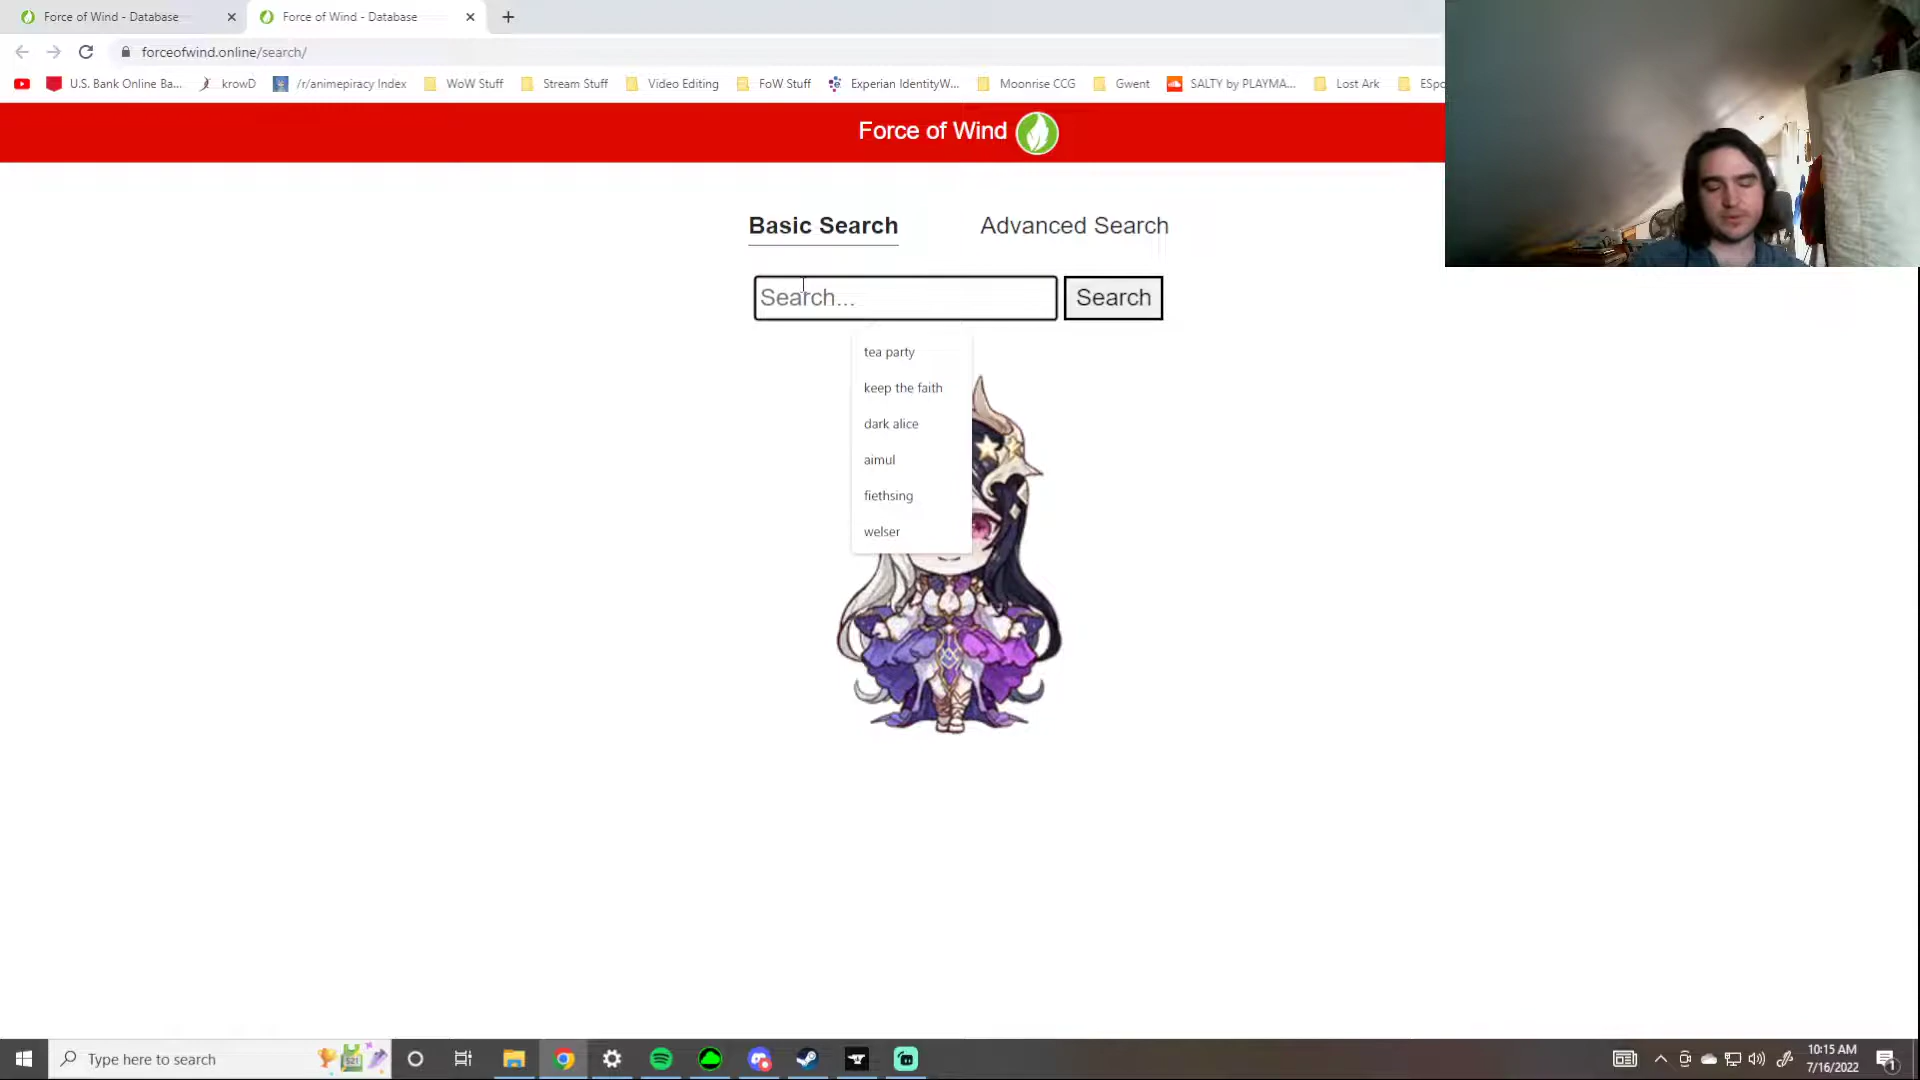 Force of Wind - Database
Force of Wind - Database
forceofwind.online/search/
U.S. Bank Online Ba...
krowD
/r/animepiracy Index
WoW Stuff
Stream Stuff
Video Editing
FoW Stuff
Experian IdentityW...
Moonrise CCG
Gwent
SALTY by PLAYMA...
Lost Ark
ESpo
Force of Wind
Basic Search
Advanced Search
Search...
Search
tea party
keep the faith
dark alice
aimul
fiethsing
welser
Type here to search
521
10:15 AM
7/16/2022
1